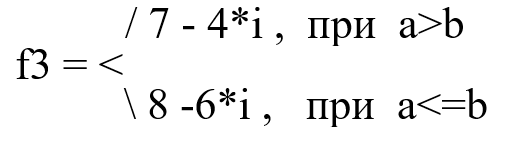 / 7 - 4*i ,  при  a>b
f3 = <
\ 8 -6*i ,   при  a<=b